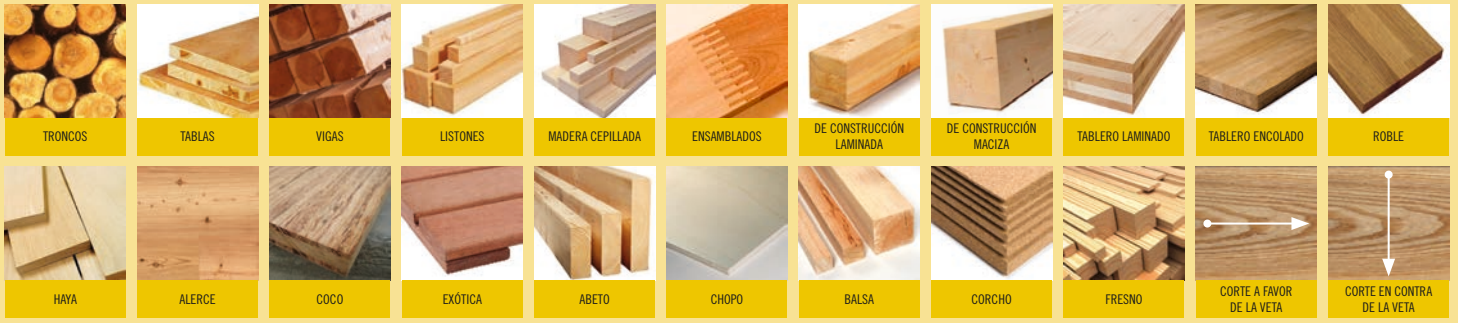 TRONCOS
TABLAS
VIGAS
LISTONES
MADERA CEPILLADA
ENSAMBLADOS
DE CONSTRUCCIÓN
LAMINADA
DE CONSTRUCCIÓN
MACIZA
TABLERO LAMINADO
TABLERO ENCOLADO
ROBLE
HAYA
ALERCE
COCO
EXÓTICA
ABETO
CHOPO
BALSA
CORCHO
FRESNO
CORTE A FAVOR
DE LA VETA
CORTE EN CONTRA
DE LA VETA